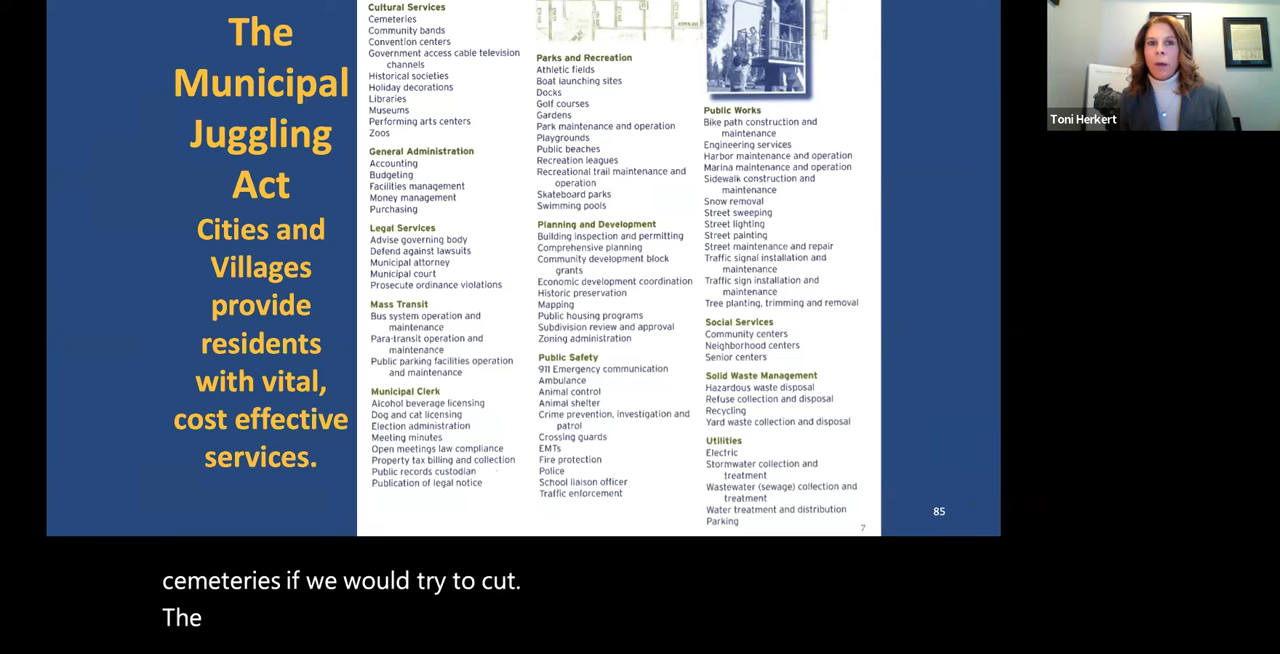 The
Municipal
Juggling
Act
Cities and
Villages
provide
residents
with vital,
cost effective
services.
Cultural Services
Cemeteries
Community bands
Convention centers
Government access cable television
channels
Historical societies
Holiday decorations
Libraries
Museums
Performing arts centers
Zoos
General Administration
Accounting
Budgeting
Facilities management
Money management
Purchasing
Legal Services
Advise governing body
Defend against lawsuits
Municipal attorney
Municipal court
Prosecute ordinance violations
Mass Transit
Bus system operation and
maintenance
Para-transit operation and
maintenance
Public parking facilities operation
and maintenance
Municipal Clerk
Alcohol beverage licensing
Dog and cat licensing
Election administration
Meeting minutes
Open meetings law compliance
Property tax billing and collection
Public records custodian
Publication of legal notice
Parks and Recreation
Athletic fields
Boat launching sites
Docks
Golf courses
Gardens
Park maintenance and operation
Playgrounds
Public beaches
Recreation leagues
Recreational trail maintenance and
operation
Skateboard parks
Swimming pools
Planning and Development
Building inspection and permitting
Comprehensive planning
Community development block
grants
Economic development coordination
Historic preservation
Mapping
Public housing programs
Subdivision review and approval
Zoning administration
Public Safety
911 Emergency communication
Ambulance
Animal control
Animal shelter
Crime prevention, investigation and
patrol
Crossing guards
EMTs
Fire protection
Police
School liaison officer
Traffic enforcement
Public Works
Bike path construction and
maintenance
Engineering services
Harbor maintenance and operation
Marina maintenance and operation
Sidewalk construction and
maintenance
Snow removal
Street sweeping
Street lighting
Street painting
Street maintenance and repair
Traffic signal installation and
maintenance
Traffic sign installation and
maintenance
Tree planting, trimming and removal
Social Services
Community centers
Neighborhood centers
Senior centers
Solid Waste Management
Hazardous waste disposal
Refuse collection and disposal
Recycling
Yard waste collection and disposal
Utilities
Electric
Stormwater collection and
treatment
Wastewater (sewage) collection and
treatment
Water treatment and distribution
Parking
7
85
Toni Herkert
cemeteries if we would try to cut.
The